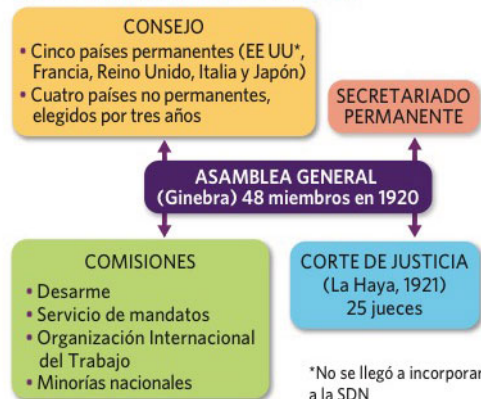 CONSEJO
• Cinco países permanentes (EE UU*,
Francia, Reino Unido, Italia y Japón)
• Cuatro países no permanentes,
elegidos por tres años
SECRETARIADO
PERMANENTE
ASAMBLEA GENERAL
(Ginebra) 48 miembros en 1920
COMISIONES
• Desarme
• Servicio de mandatos
• Organización Internacional
del Trabajo
• Minorías nacionales
CORTE DE JUSTICIA
(La Haya, 1921)
25 jueces
*No se llegó a incorporar
a la SDN